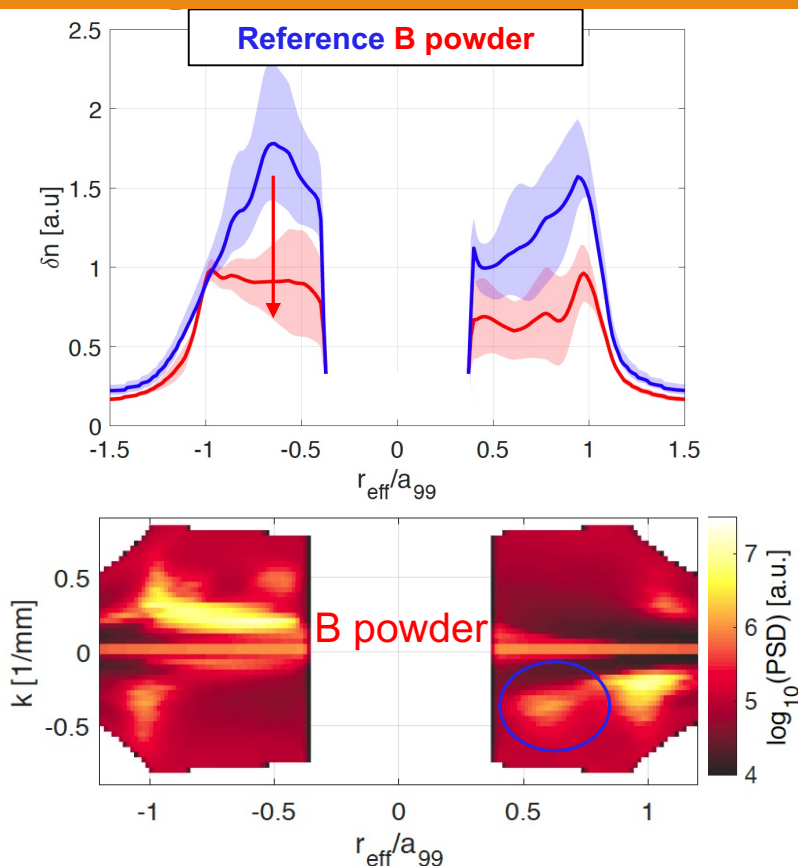 Reference B powder
2.5
2
1.5
1
0.5
0
δn [a.u]
-1.5 -1 -0.5 0 0.5 1 1.5
r_eff/a_99
0.5
0
-0.5
k [1/mm]
B powder
-1 -0.5 0 0.5 1
r_eff/a_99
7
6
5
4
log_10(PSD) [a.u.]